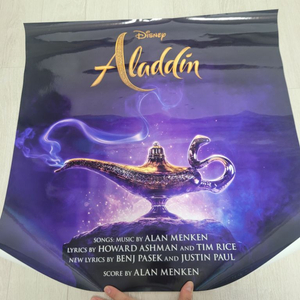 Disney
Aladdin
SONGS: MUSIC BY ALAN MENKEN
LYRICS BY HOWARD ASHMAN AND TIM RICE
NEW LYRICS BY BENJ PASEK AND JUSTIN PAUL
SCORE BY ALAN MENKEN